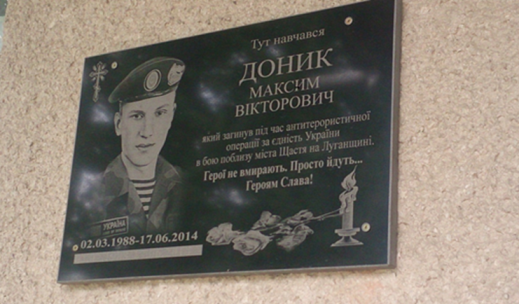 Тут навчався
ДОНИК
МАКСИМ
ВІКТОРОВИЧ
який загинув під час антитерористичної
операції за єдність України
в бою поблизу міста Щастя на Луганщині.
Герої не вмирають. Просто йдуть...
Героям Слава!
УКРАЇНА
02.03.1988-17.06.2014